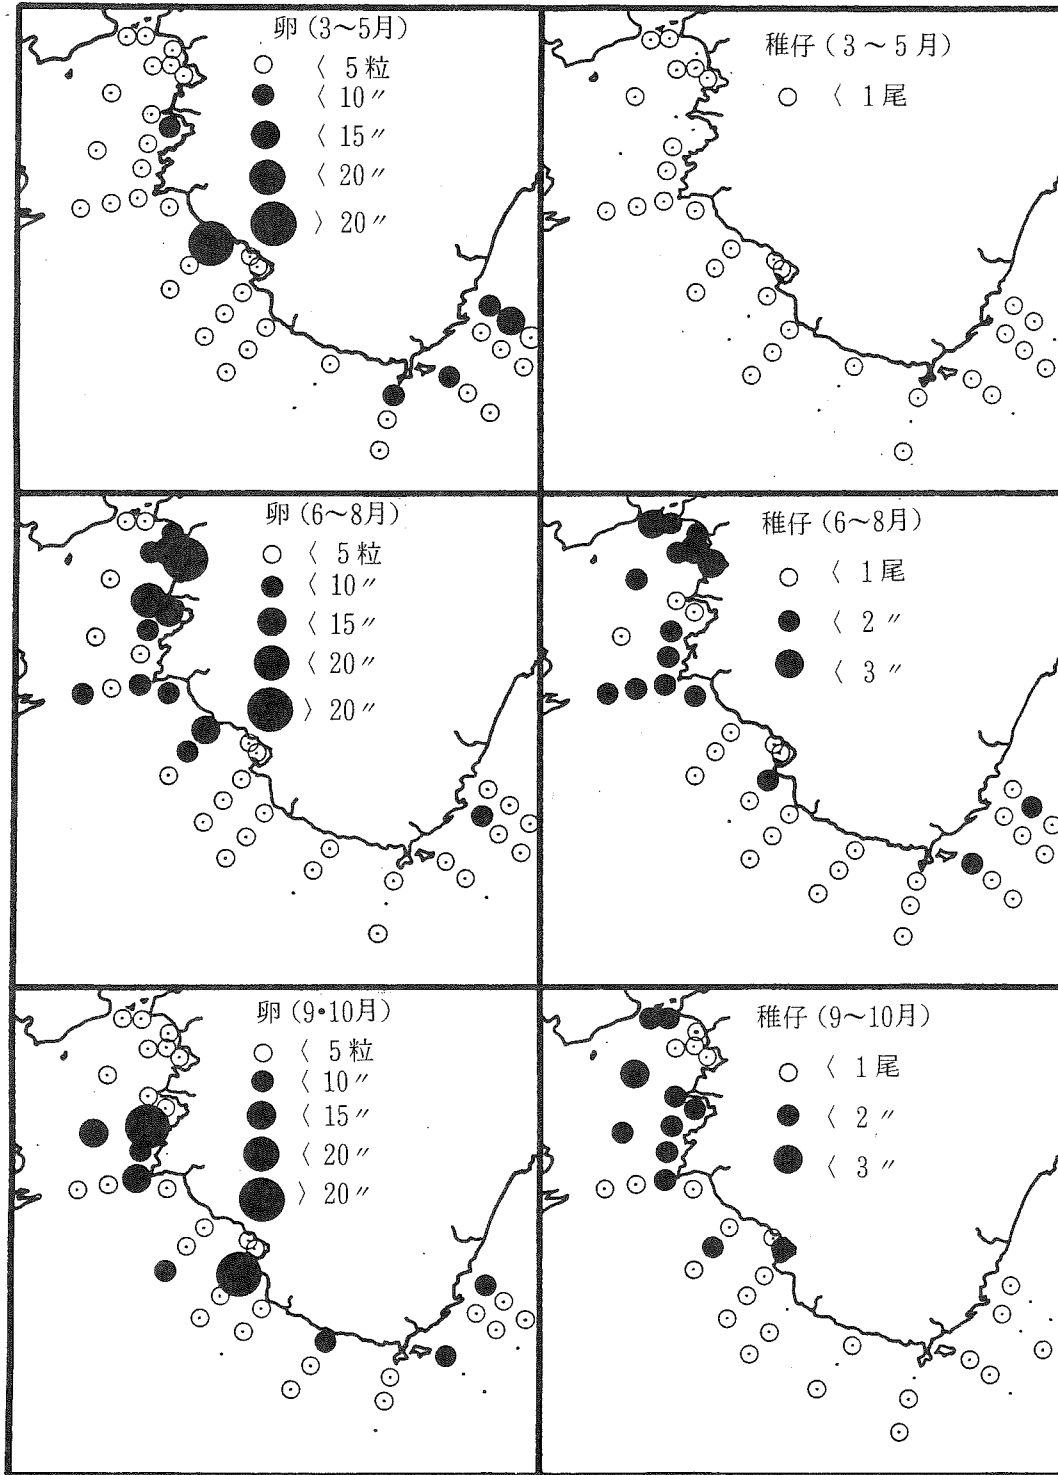 卵 (3〜5月)
〈 5粒
〈 10〃
〈 15〃
〈 20〃
〉 20〃
稚仔 (3〜5月)
〈 1尾
卵 (6〜8月)
〈 5粒
〈 10〃
〈 15〃
〈 20〃
〉 20〃
稚仔 (6〜8月)
〈 1尾
〈 2〃
〈 3〃
卵 (9•10月)
〈 5粒
〈 10〃
〈 15〃
〈 20〃
〉 20〃
稚仔 (9〜10月)
〈 1尾
〈 2〃
〈 3〃